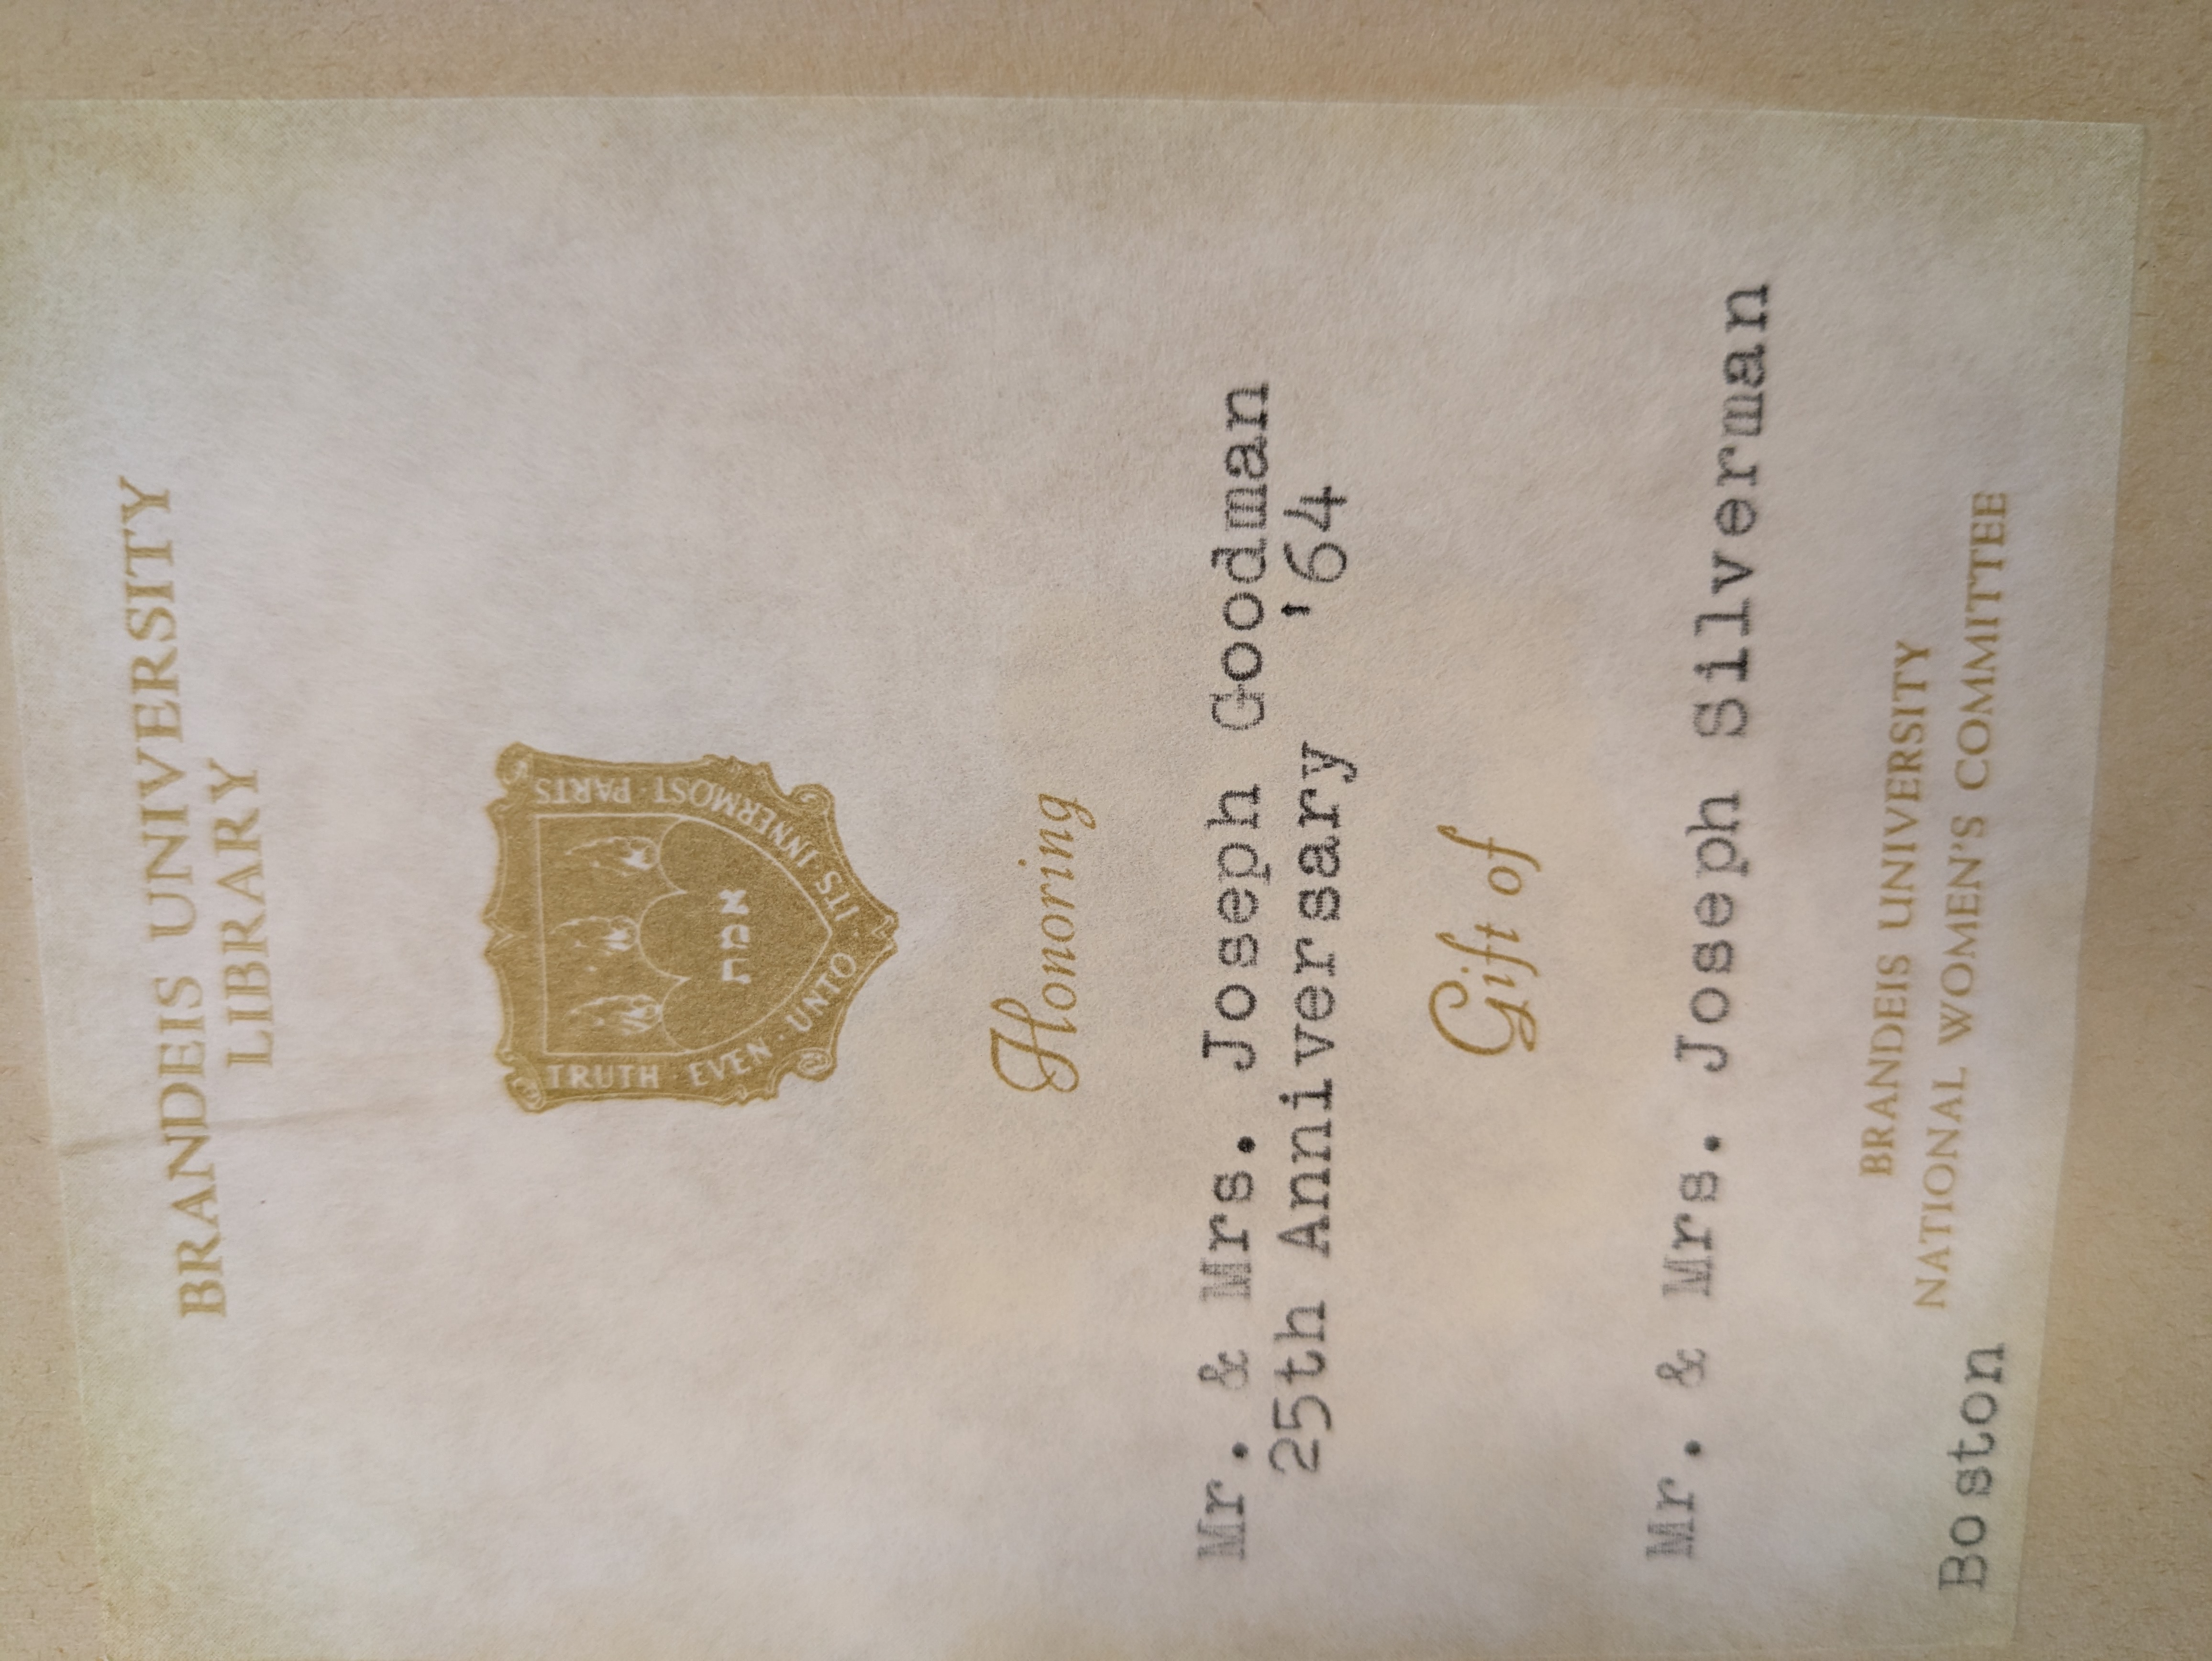 BRANDEIS UNIVERSITY
LIBRARY
אמת
TRUTH EVEN · UNTO ITS INNERMOST PARTS
Honoring
Mr. & Mrs. Joseph Goodman
25th Anniversary '64
Gift of
Mr. & Mrs. Joseph Silverman
BRANDEIS UNIVERSITY
NATIONAL WOMEN'S COMMITTEE
Boston